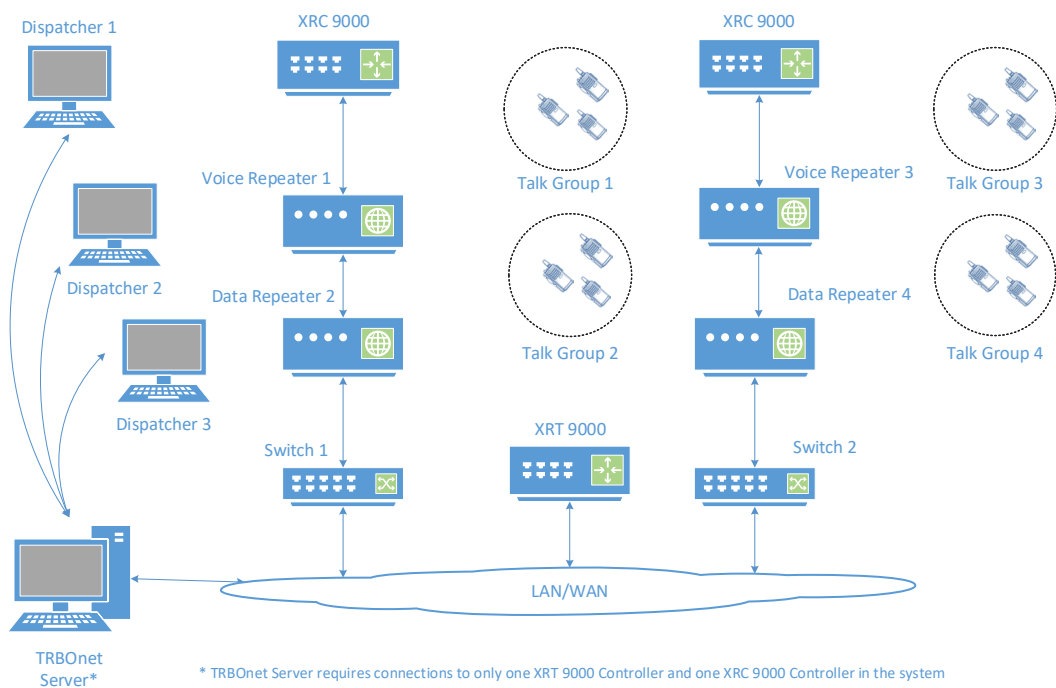 Dispatcher 1
XRC 9000
XRC 9000
Voice Repeater 1
Talk Group 1
Voice Repeater 3
Talk Group 3
Dispatcher 2
Data Repeater 2
Data Repeater 4
Talk Group 2
Talk Group 4
Dispatcher 3
Switch 1
XRT 9000
Switch 2
LAN/WAN
TRBOnet
Server*
* TRBOnet Server requires connections to only one XRT 9000 Controller and one XRC 9000 Controller in the system